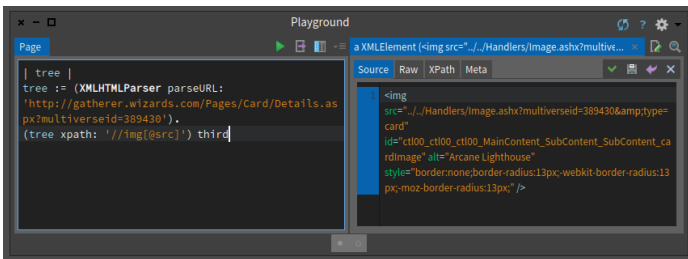 Playground
Page
a XMLElement (<img src="../../Handlers/Image.ashx?multive...
Source Raw XPath Meta
| tree |
tree := (XMLHTMLParser parseURL:
'http://gatherer.wizards.com/Pages/Card/Details.as
px?multiverseid=389430').
(tree xpath: '//img[@src]') third
1 <img
src="../../Handlers/Image.ashx?multiverseid=389430&amp;type=
card"
id="ctl00_ctl00_ctl00_MainContent_SubContent_SubContent_ca
rdImage" alt="Arcane Lighthouse"
style="border:none;border-radius:13px;-webkit-border-radius:13
px;-moz-border-radius:13px;" />